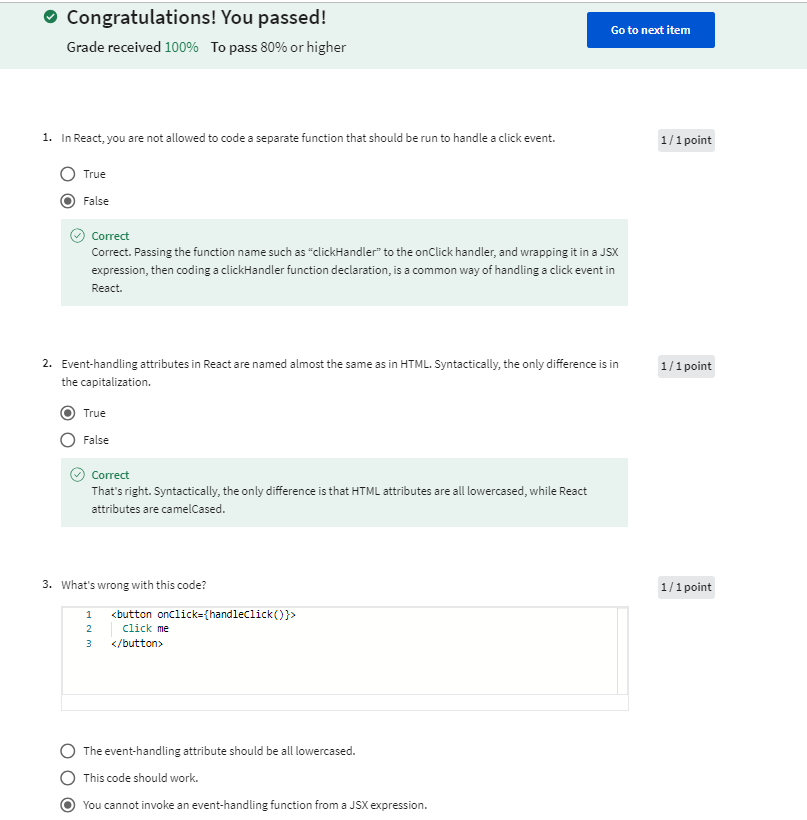 Congratulations! You passed!
Grade received 100% To pass 80% or higher
Go to next item
1. In React, you are not allowed to code a separate function that should be run to handle a click event.
1 / 1 point
True
False
Correct
Correct. Passing the function name such as “clickHandler” to the onClick handler, and wrapping it in a JSX
expression, then coding a clickHandler function declaration, is a common way of handling a click event in
React.
2. Event-handling attributes in React are named almost the same as in HTML. Syntactically, the only difference is in
the capitalization.
1 / 1 point
True
False
Correct
That's right. Syntactically, the only difference is that HTML attributes are all lowercased, while React
attributes are camelCased.
3. What's wrong with this code?
1 / 1 point
1 <button onClick={handleClick()}>
2 Click me
3 </button>
The event-handling attribute should be all lowercased.
This code should work.
You cannot invoke an event-handling function from a JSX expression.